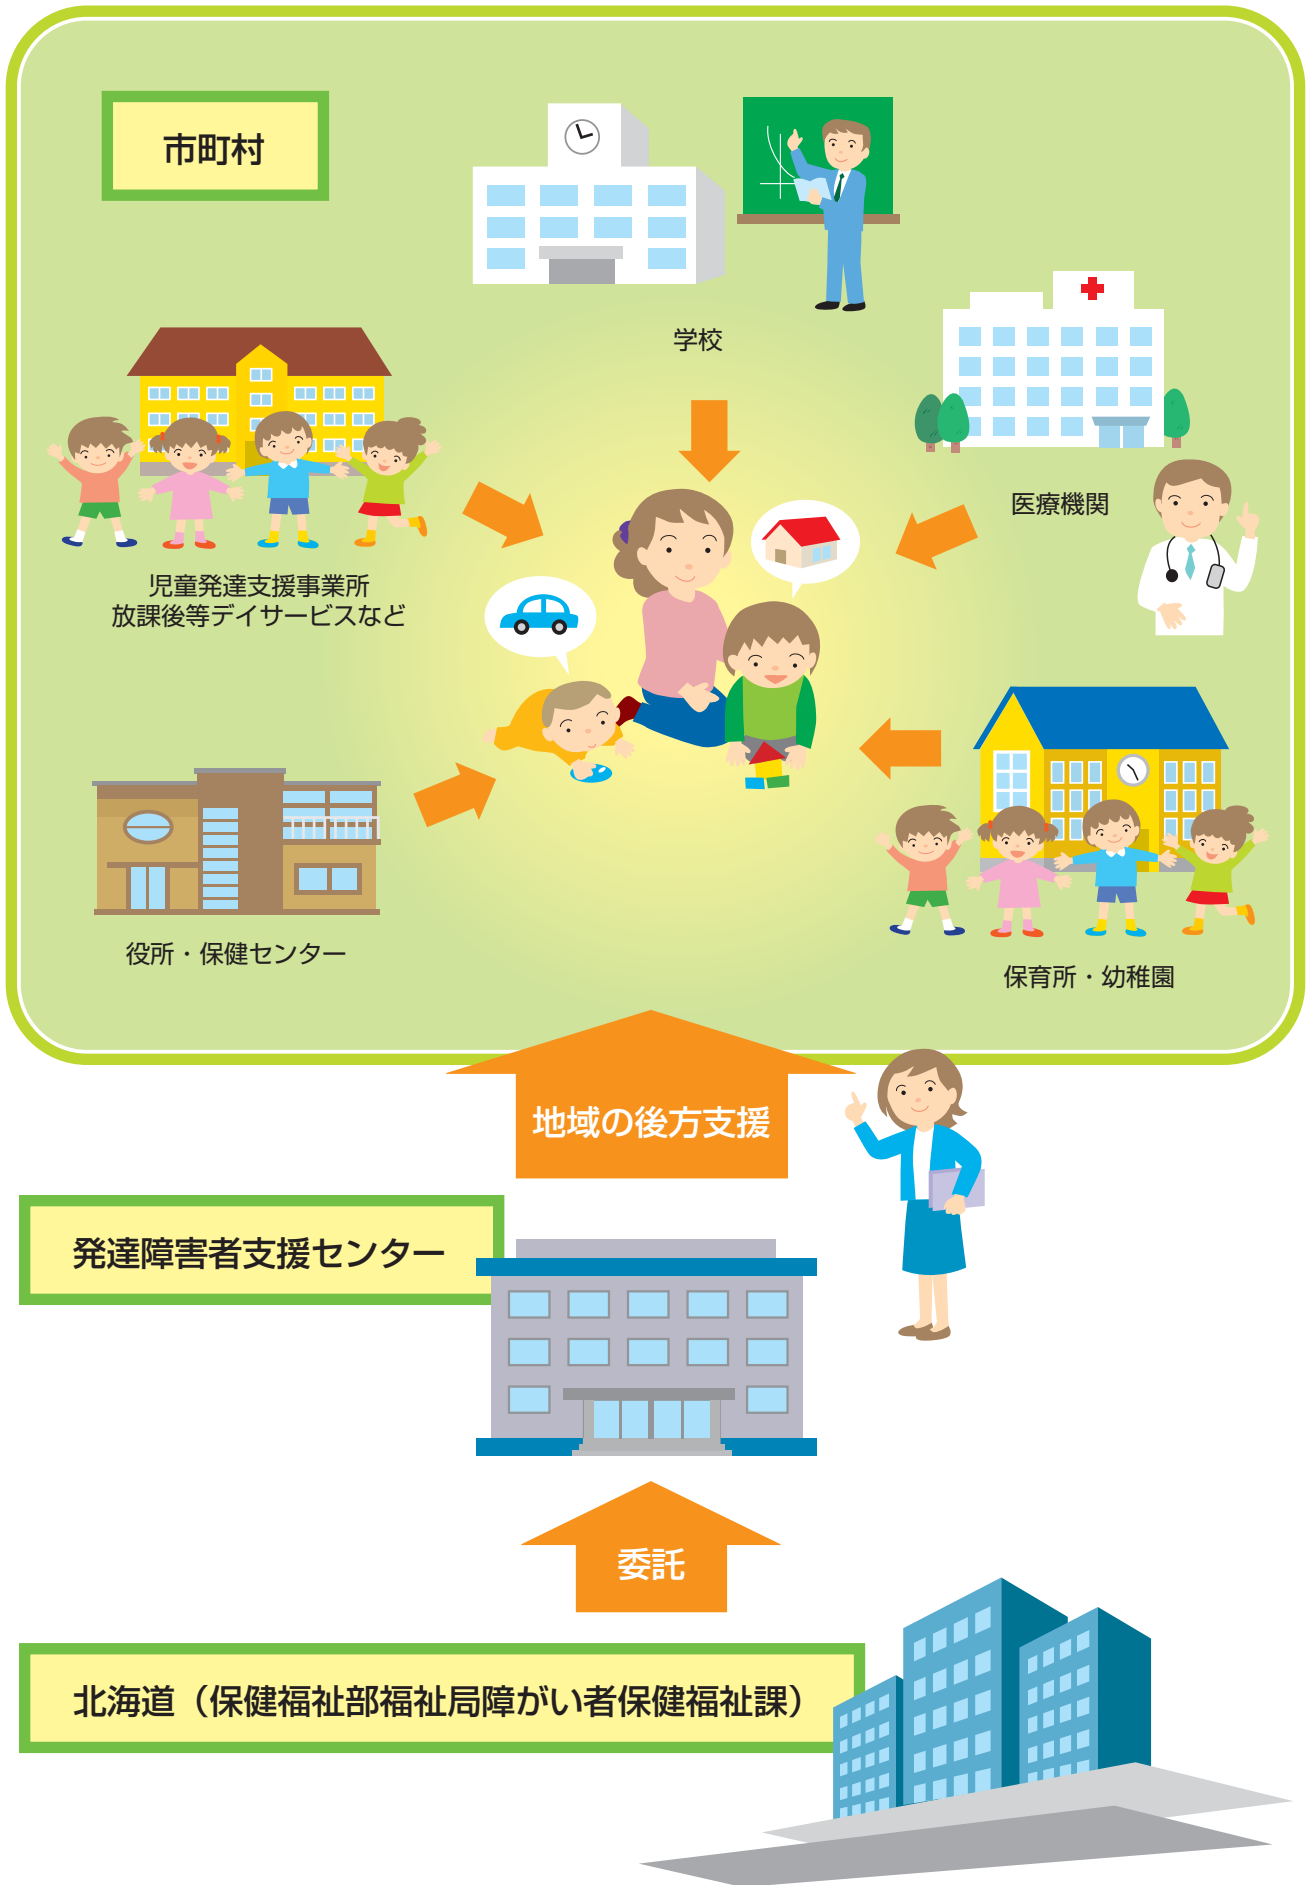 市町村
学校
医療機関
児童発達支援事業所
放課後等デイサービスなど
役所・保健センター
保育所・幼稚園
地域の後方支援
発達障害者支援センター
委託
北海道（保健福祉部福祉局障がい者保健福祉課）